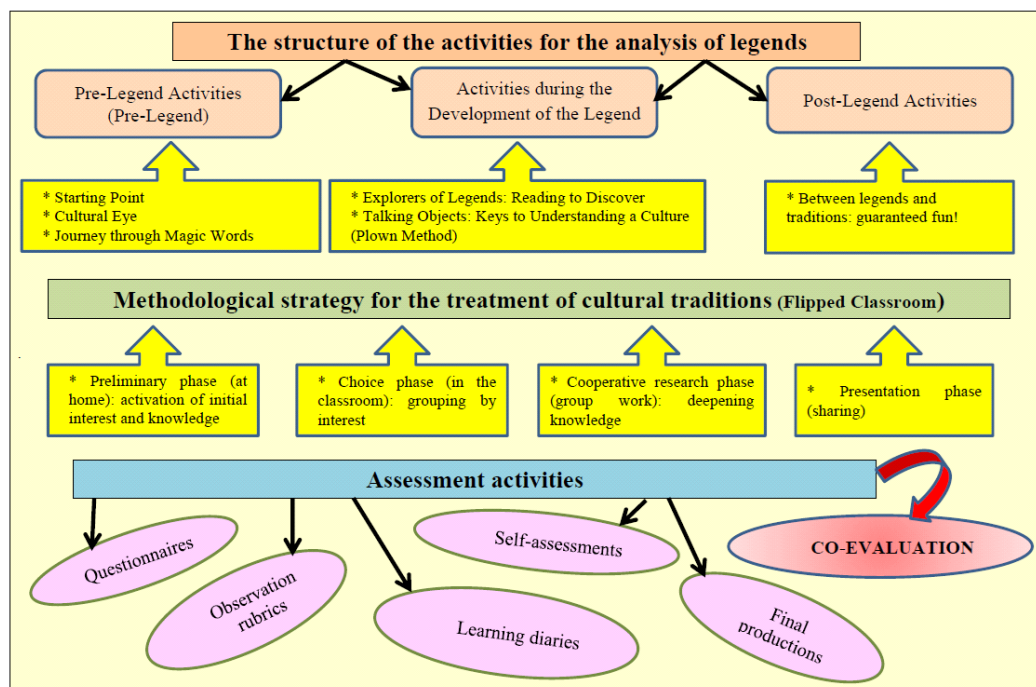 The structure of the activities for the analysis of legends
Pre-Legend Activities
(Pre-Legend)
Activities during the
Development of the Legend
Post-Legend Activities
* Starting Point
* Cultural Eye
* Journey through Magic Words
* Explorers of Legends: Reading to Discover
* Talking Objects: Keys to Understanding a Culture
(Plown Method)
* Between legends and
traditions: guaranteed fun!
Methodological strategy for the treatment of cultural traditions (Flipped Classroom)
* Preliminary phase (at
home): activation of initial
interest and knowledge
* Choice phase (in the
classroom): grouping by
interest
* Cooperative research phase
(group work): deepening
knowledge
* Presentation phase
(sharing)
Assessment activities
Questionnaires
Observation
rubrics
Learning diaries
Self-assessments
Final
productions
CO-EVALUATION